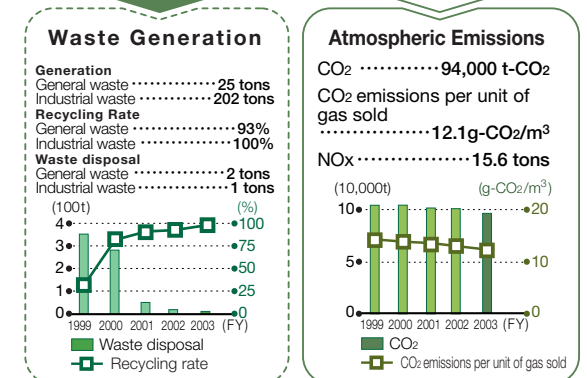 Waste Generation
Generation
General waste ············ 25 tons
Industrial waste ············ 202 tons
Recycling Rate
General waste ············ 93%
Industrial waste ············ 100%
Waste disposal
General waste ············ 2 tons
Industrial waste ············ 1 tons
(100t) (%)
4 100
3 75
2 50
1 25
0 0
1999 2000 2001 2002 2003 (FY)
Waste disposal
Recycling rate
Atmospheric Emissions
CO2 ············ 94,000 t-CO2
CO2 emissions per unit of
gas sold
············ 12.1g-CO2/m³
NOx ············ 15.6 tons
(10,000t) (g-CO2/m³)
10 20
5 10
0 0
1999 2000 2001 2002 2003 (FY)
CO2
CO2 emissions per unit of gas sold